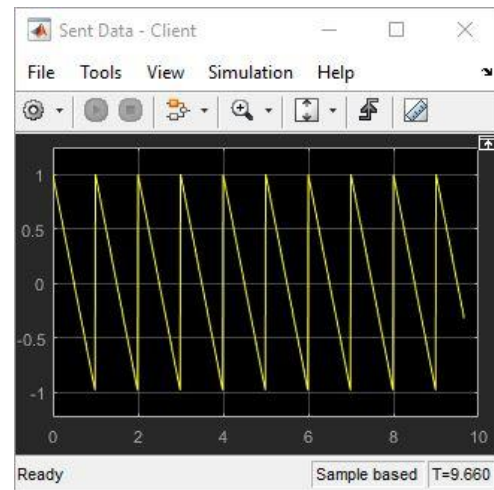 Sent Data - Client
File Tools View Simulation Help
1
0.5
0
-0.5
-1
0 2 4 6 8 10
Ready Sample based T=9.660